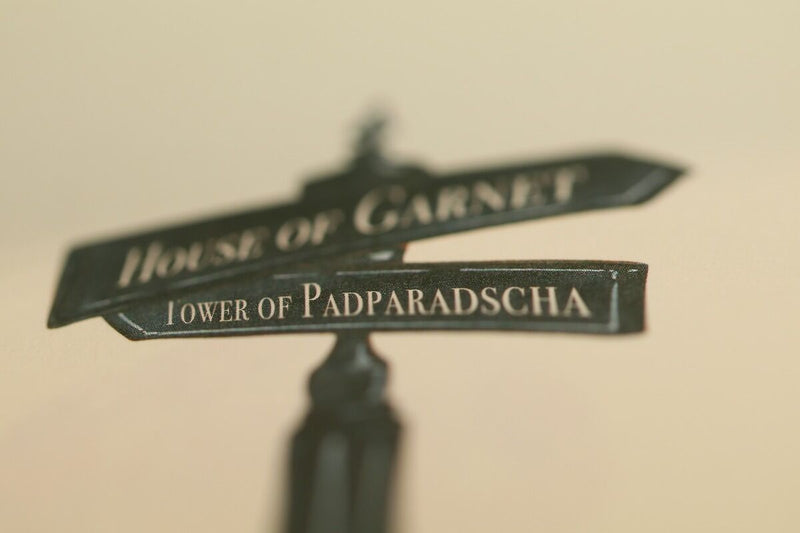 House of Garnet
Tower of Padparadscha